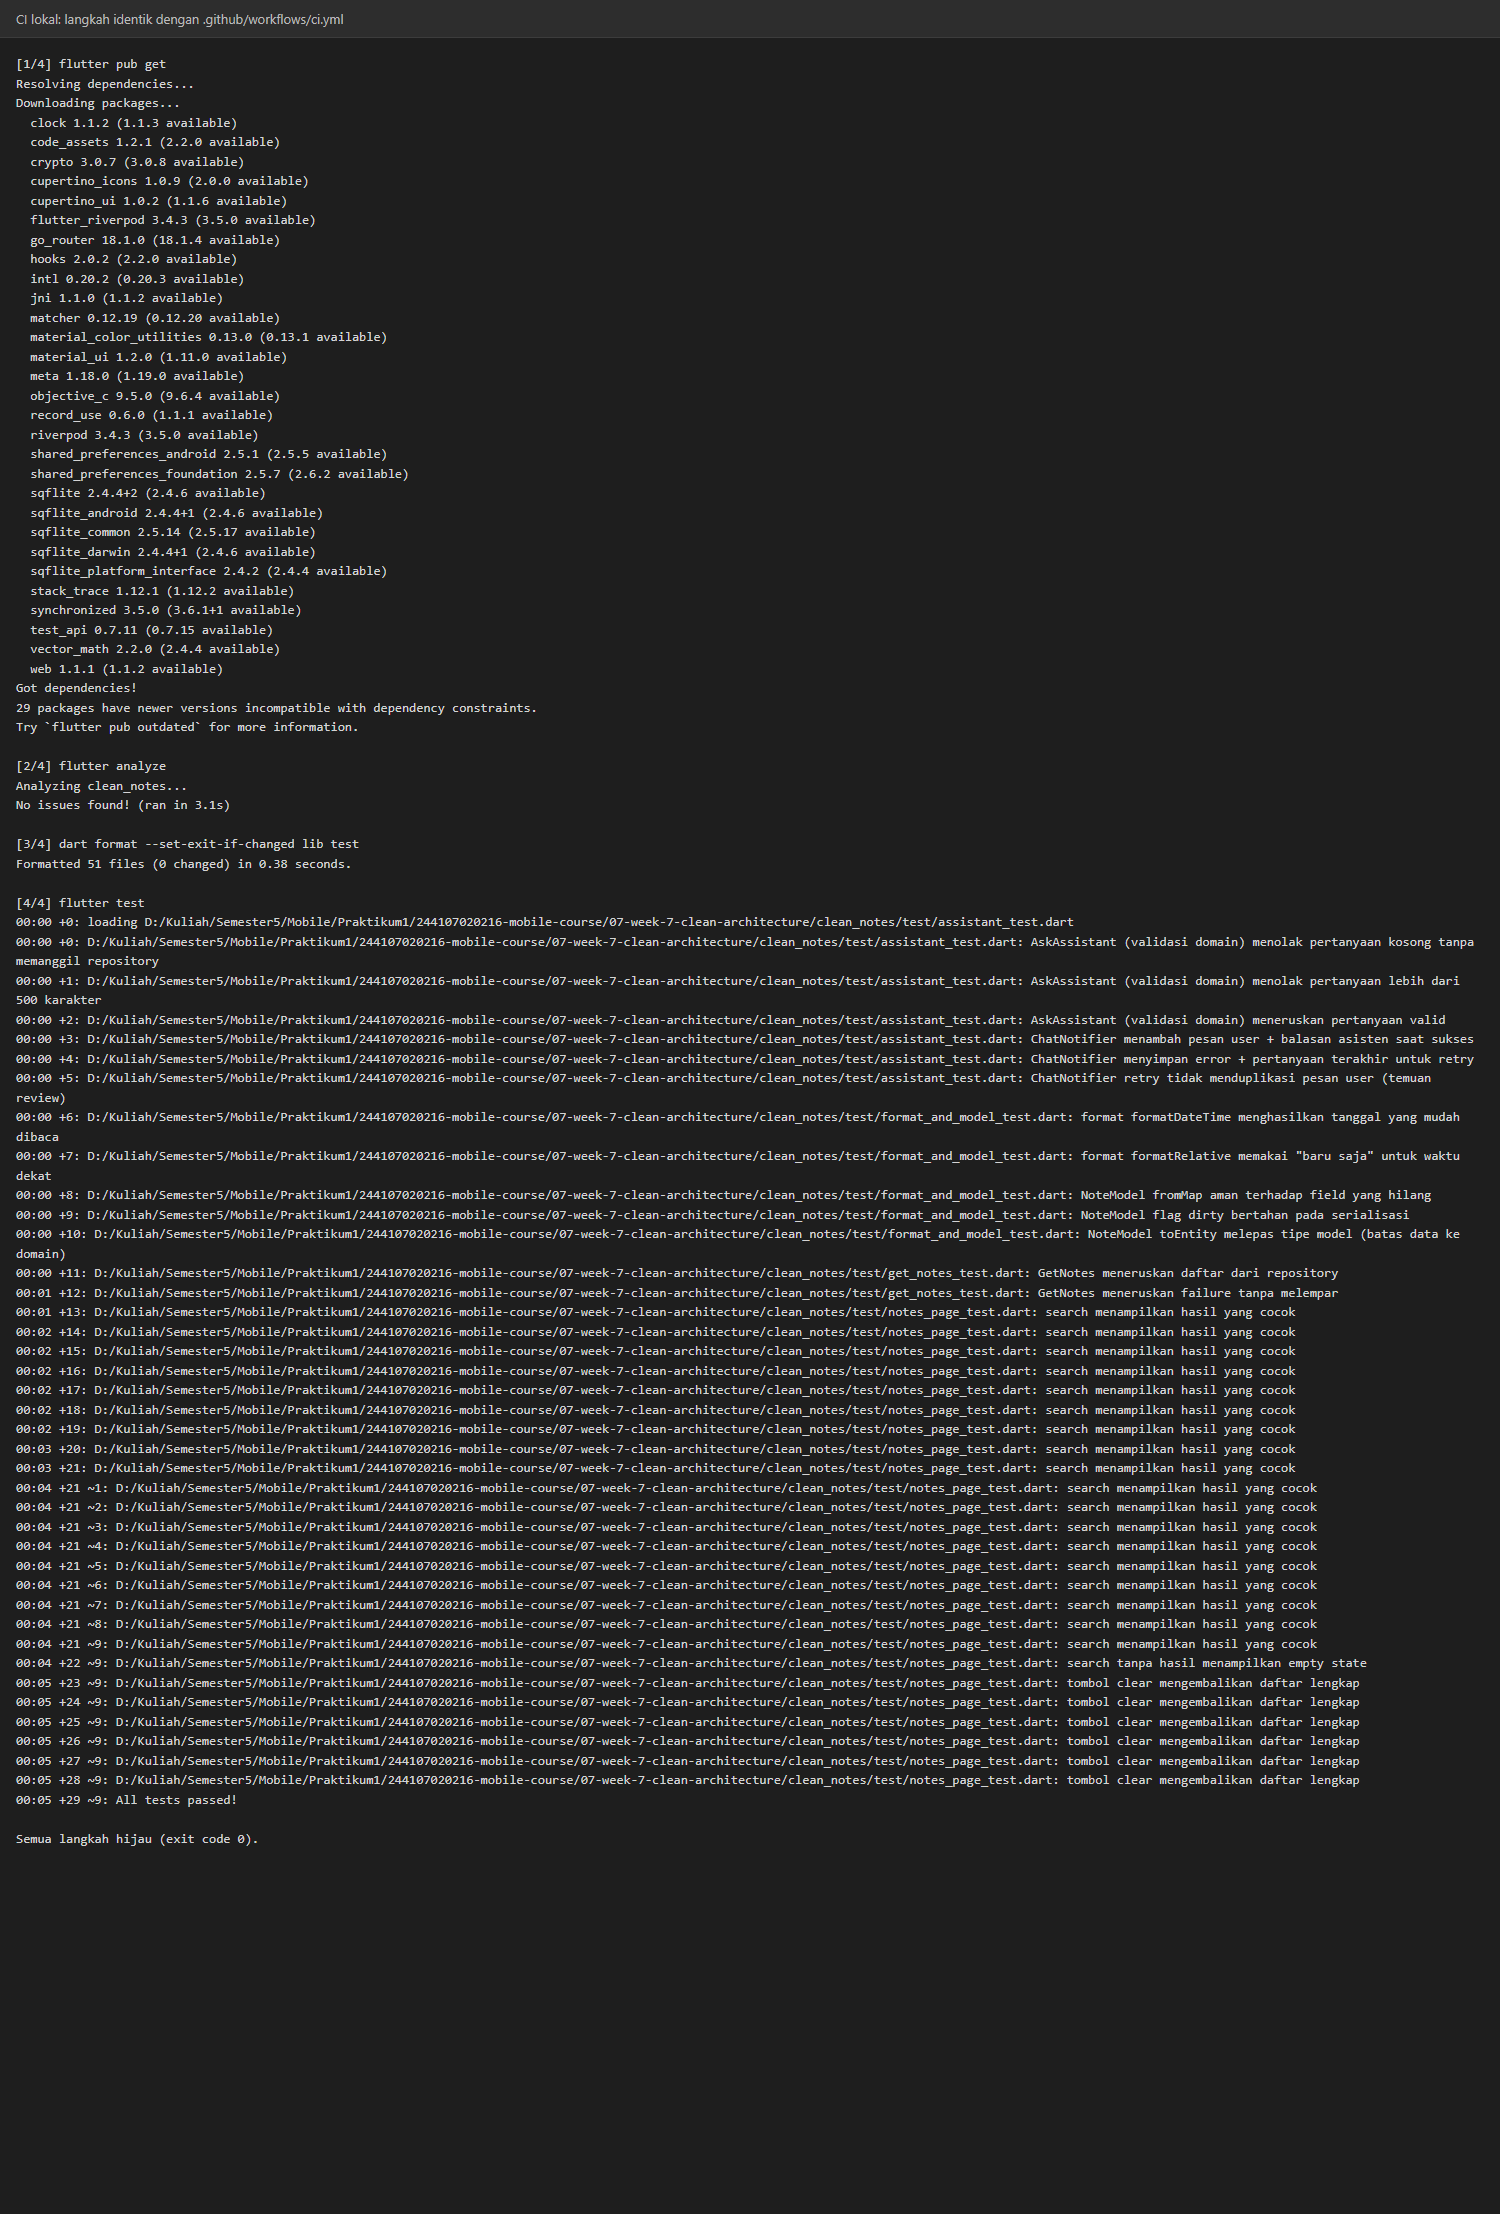 CI lokal: langkah identik dengan .github/workflows/ci.yml
[1/4] flutter pub get
Resolving dependencies...
Downloading packages...
  clock 1.1.2 (1.1.3 available)
  code_assets 1.2.1 (2.2.0 available)
  crypto 3.0.7 (3.0.8 available)
  cupertino_icons 1.0.9 (2.0.0 available)
  cupertino_ui 1.0.2 (1.1.6 available)
  flutter_riverpod 3.4.3 (3.5.0 available)
  go_router 18.1.0 (18.1.4 available)
  hooks 2.0.2 (2.2.0 available)
  intl 0.20.2 (0.20.3 available)
  jni 1.1.0 (1.1.2 available)
  matcher 0.12.19 (0.12.20 available)
  material_color_utilities 0.13.0 (0.13.1 available)
  material_ui 1.2.0 (1.11.0 available)
  meta 1.18.0 (1.19.0 available)
  objective_c 9.5.0 (9.6.4 available)
  record_use 0.6.0 (1.1.1 available)
  riverpod 3.4.3 (3.5.0 available)
  shared_preferences_android 2.5.1 (2.5.5 available)
  shared_preferences_foundation 2.5.7 (2.6.2 available)
  sqflite 2.4.4+2 (2.4.6 available)
  sqflite_android 2.4.4+1 (2.4.6 available)
  sqflite_common 2.5.14 (2.5.17 available)
  sqflite_darwin 2.4.4+1 (2.4.6 available)
  sqflite_platform_interface 2.4.2 (2.4.4 available)
  stack_trace 1.12.1 (1.12.2 available)
  synchronized 3.5.0 (3.6.1+1 available)
  test_api 0.7.11 (0.7.15 available)
  vector_math 2.2.0 (2.4.4 available)
  web 1.1.1 (1.1.2 available)
Got dependencies!
29 packages have newer versions incompatible with dependency constraints.
Try `flutter pub outdated` for more information.
[2/4] flutter analyze
Analyzing clean_notes...
No issues found! (ran in 3.1s)
[3/4] dart format --set-exit-if-changed lib test
Formatted 51 files (0 changed) in 0.38 seconds.
[4/4] flutter test
00:00 +0: loading D:/Kuliah/Semester5/Mobile/Praktikum1/244107020216-mobile-course/07-week-7-clean-architecture/clean_notes/test/assistant_test.dart
00:00 +0: D:/Kuliah/Semester5/Mobile/Praktikum1/244107020216-mobile-course/07-week-7-clean-architecture/clean_notes/test/assistant_test.dart: AskAssistant (validasi domain) menolak pertanyaan kosong tanpa
memanggil repository
00:00 +1: D:/Kuliah/Semester5/Mobile/Praktikum1/244107020216-mobile-course/07-week-7-clean-architecture/clean_notes/test/assistant_test.dart: AskAssistant (validasi domain) menolak pertanyaan lebih dari
500 karakter
00:00 +2: D:/Kuliah/Semester5/Mobile/Praktikum1/244107020216-mobile-course/07-week-7-clean-architecture/clean_notes/test/assistant_test.dart: AskAssistant (validasi domain) meneruskan pertanyaan valid
00:00 +3: D:/Kuliah/Semester5/Mobile/Praktikum1/244107020216-mobile-course/07-week-7-clean-architecture/clean_notes/test/assistant_test.dart: ChatNotifier menambah pesan user + balasan asisten saat sukses
00:00 +4: D:/Kuliah/Semester5/Mobile/Praktikum1/244107020216-mobile-course/07-week-7-clean-architecture/clean_notes/test/assistant_test.dart: ChatNotifier menyimpan error + pertanyaan terakhir untuk retry
00:00 +5: D:/Kuliah/Semester5/Mobile/Praktikum1/244107020216-mobile-course/07-week-7-clean-architecture/clean_notes/test/assistant_test.dart: ChatNotifier retry tidak menduplikasi pesan user (temuan
review)
00:00 +6: D:/Kuliah/Semester5/Mobile/Praktikum1/244107020216-mobile-course/07-week-7-clean-architecture/clean_notes/test/format_and_model_test.dart: format formatDateTime menghasilkan tanggal yang mudah
dibaca
00:00 +7: D:/Kuliah/Semester5/Mobile/Praktikum1/244107020216-mobile-course/07-week-7-clean-architecture/clean_notes/test/format_and_model_test.dart: format formatRelative memakai "baru saja" untuk waktu
dekat
00:00 +8: D:/Kuliah/Semester5/Mobile/Praktikum1/244107020216-mobile-course/07-week-7-clean-architecture/clean_notes/test/format_and_model_test.dart: NoteModel fromMap aman terhadap field yang hilang
00:00 +9: D:/Kuliah/Semester5/Mobile/Praktikum1/244107020216-mobile-course/07-week-7-clean-architecture/clean_notes/test/format_and_model_test.dart: NoteModel flag dirty bertahan pada serialisasi
00:00 +10: D:/Kuliah/Semester5/Mobile/Praktikum1/244107020216-mobile-course/07-week-7-clean-architecture/clean_notes/test/format_and_model_test.dart: NoteModel toEntity melepas tipe model (batas data ke
domain)
00:00 +11: D:/Kuliah/Semester5/Mobile/Praktikum1/244107020216-mobile-course/07-week-7-clean-architecture/clean_notes/test/get_notes_test.dart: GetNotes meneruskan daftar dari repository
00:01 +12: D:/Kuliah/Semester5/Mobile/Praktikum1/244107020216-mobile-course/07-week-7-clean-architecture/clean_notes/test/get_notes_test.dart: GetNotes meneruskan failure tanpa melempar
00:01 +13: D:/Kuliah/Semester5/Mobile/Praktikum1/244107020216-mobile-course/07-week-7-clean-architecture/clean_notes/test/notes_page_test.dart: search menampilkan hasil yang cocok
00:02 +14: D:/Kuliah/Semester5/Mobile/Praktikum1/244107020216-mobile-course/07-week-7-clean-architecture/clean_notes/test/notes_page_test.dart: search menampilkan hasil yang cocok
00:02 +15: D:/Kuliah/Semester5/Mobile/Praktikum1/244107020216-mobile-course/07-week-7-clean-architecture/clean_notes/test/notes_page_test.dart: search menampilkan hasil yang cocok
00:02 +16: D:/Kuliah/Semester5/Mobile/Praktikum1/244107020216-mobile-course/07-week-7-clean-architecture/clean_notes/test/notes_page_test.dart: search menampilkan hasil yang cocok
00:02 +17: D:/Kuliah/Semester5/Mobile/Praktikum1/244107020216-mobile-course/07-week-7-clean-architecture/clean_notes/test/notes_page_test.dart: search menampilkan hasil yang cocok
00:02 +18: D:/Kuliah/Semester5/Mobile/Praktikum1/244107020216-mobile-course/07-week-7-clean-architecture/clean_notes/test/notes_page_test.dart: search menampilkan hasil yang cocok
00:02 +19: D:/Kuliah/Semester5/Mobile/Praktikum1/244107020216-mobile-course/07-week-7-clean-architecture/clean_notes/test/notes_page_test.dart: search menampilkan hasil yang cocok
00:03 +20: D:/Kuliah/Semester5/Mobile/Praktikum1/244107020216-mobile-course/07-week-7-clean-architecture/clean_notes/test/notes_page_test.dart: search menampilkan hasil yang cocok
00:03 +21: D:/Kuliah/Semester5/Mobile/Praktikum1/244107020216-mobile-course/07-week-7-clean-architecture/clean_notes/test/notes_page_test.dart: search menampilkan hasil yang cocok
00:04 +21 ~1: D:/Kuliah/Semester5/Mobile/Praktikum1/244107020216-mobile-course/07-week-7-clean-architecture/clean_notes/test/notes_page_test.dart: search menampilkan hasil yang cocok
00:04 +21 ~2: D:/Kuliah/Semester5/Mobile/Praktikum1/244107020216-mobile-course/07-week-7-clean-architecture/clean_notes/test/notes_page_test.dart: search menampilkan hasil yang cocok
00:04 +21 ~3: D:/Kuliah/Semester5/Mobile/Praktikum1/244107020216-mobile-course/07-week-7-clean-architecture/clean_notes/test/notes_page_test.dart: search menampilkan hasil yang cocok
00:04 +21 ~4: D:/Kuliah/Semester5/Mobile/Praktikum1/244107020216-mobile-course/07-week-7-clean-architecture/clean_notes/test/notes_page_test.dart: search menampilkan hasil yang cocok
00:04 +21 ~5: D:/Kuliah/Semester5/Mobile/Praktikum1/244107020216-mobile-course/07-week-7-clean-architecture/clean_notes/test/notes_page_test.dart: search menampilkan hasil yang cocok
00:04 +21 ~6: D:/Kuliah/Semester5/Mobile/Praktikum1/244107020216-mobile-course/07-week-7-clean-architecture/clean_notes/test/notes_page_test.dart: search menampilkan hasil yang cocok
00:04 +21 ~7: D:/Kuliah/Semester5/Mobile/Praktikum1/244107020216-mobile-course/07-week-7-clean-architecture/clean_notes/test/notes_page_test.dart: search menampilkan hasil yang cocok
00:04 +21 ~8: D:/Kuliah/Semester5/Mobile/Praktikum1/244107020216-mobile-course/07-week-7-clean-architecture/clean_notes/test/notes_page_test.dart: search menampilkan hasil yang cocok
00:04 +21 ~9: D:/Kuliah/Semester5/Mobile/Praktikum1/244107020216-mobile-course/07-week-7-clean-architecture/clean_notes/test/notes_page_test.dart: search menampilkan hasil yang cocok
00:04 +22 ~9: D:/Kuliah/Semester5/Mobile/Praktikum1/244107020216-mobile-course/07-week-7-clean-architecture/clean_notes/test/notes_page_test.dart: search tanpa hasil menampilkan empty state
00:05 +23 ~9: D:/Kuliah/Semester5/Mobile/Praktikum1/244107020216-mobile-course/07-week-7-clean-architecture/clean_notes/test/notes_page_test.dart: tombol clear mengembalikan daftar lengkap
00:05 +24 ~9: D:/Kuliah/Semester5/Mobile/Praktikum1/244107020216-mobile-course/07-week-7-clean-architecture/clean_notes/test/notes_page_test.dart: tombol clear mengembalikan daftar lengkap
00:05 +25 ~9: D:/Kuliah/Semester5/Mobile/Praktikum1/244107020216-mobile-course/07-week-7-clean-architecture/clean_notes/test/notes_page_test.dart: tombol clear mengembalikan daftar lengkap
00:05 +26 ~9: D:/Kuliah/Semester5/Mobile/Praktikum1/244107020216-mobile-course/07-week-7-clean-architecture/clean_notes/test/notes_page_test.dart: tombol clear mengembalikan daftar lengkap
00:05 +27 ~9: D:/Kuliah/Semester5/Mobile/Praktikum1/244107020216-mobile-course/07-week-7-clean-architecture/clean_notes/test/notes_page_test.dart: tombol clear mengembalikan daftar lengkap
00:05 +28 ~9: D:/Kuliah/Semester5/Mobile/Praktikum1/244107020216-mobile-course/07-week-7-clean-architecture/clean_notes/test/notes_page_test.dart: tombol clear mengembalikan daftar lengkap
00:05 +29 ~9: All tests passed!
Semua langkah hijau (exit code 0).